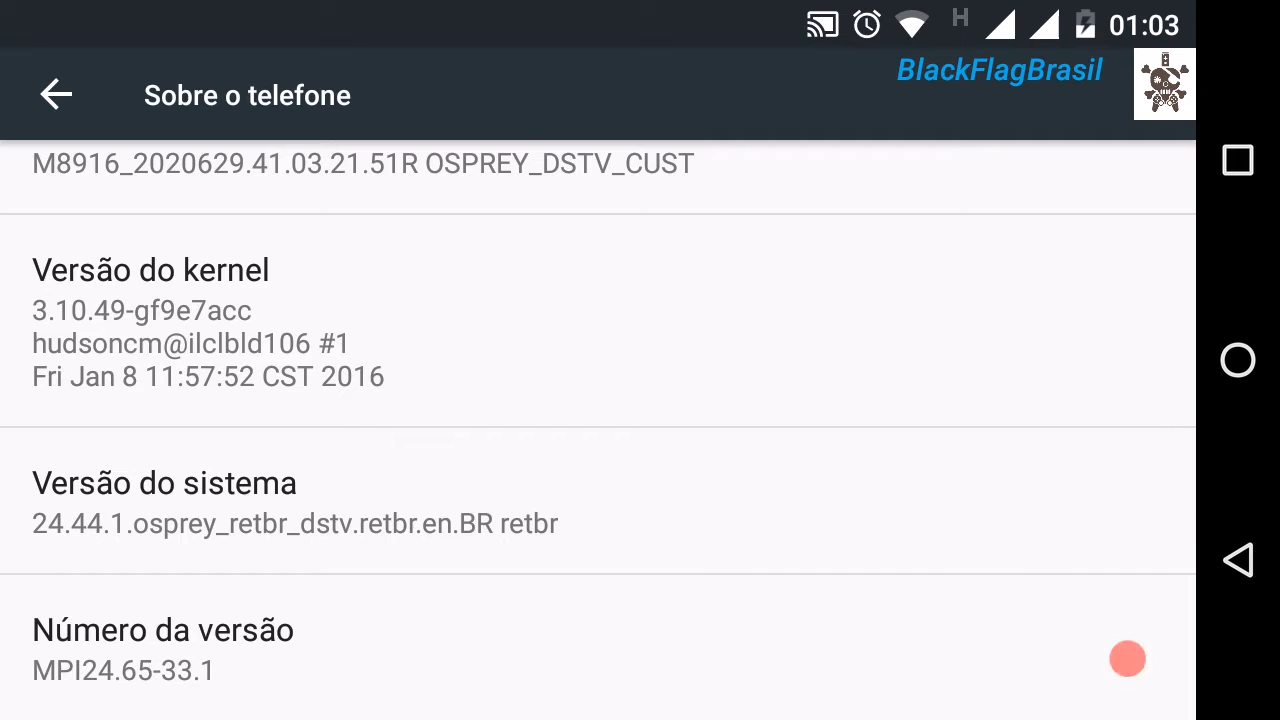 H 01:03
BlackFlagBrasil
Sobre o telefone
M8916_2020629.41.03.21.51R OSPREY_DSTV_CUST
Versão do kernel
3.10.49-gf9e7acc
hudsoncm@ilclbld106 #1
Fri Jan 8 11:57:52 CST 2016
Versão do sistema
24.44.1.osprey_retbr_dstv.retbr.en.BR retbr
Número da versão
MPI24.65-33.1